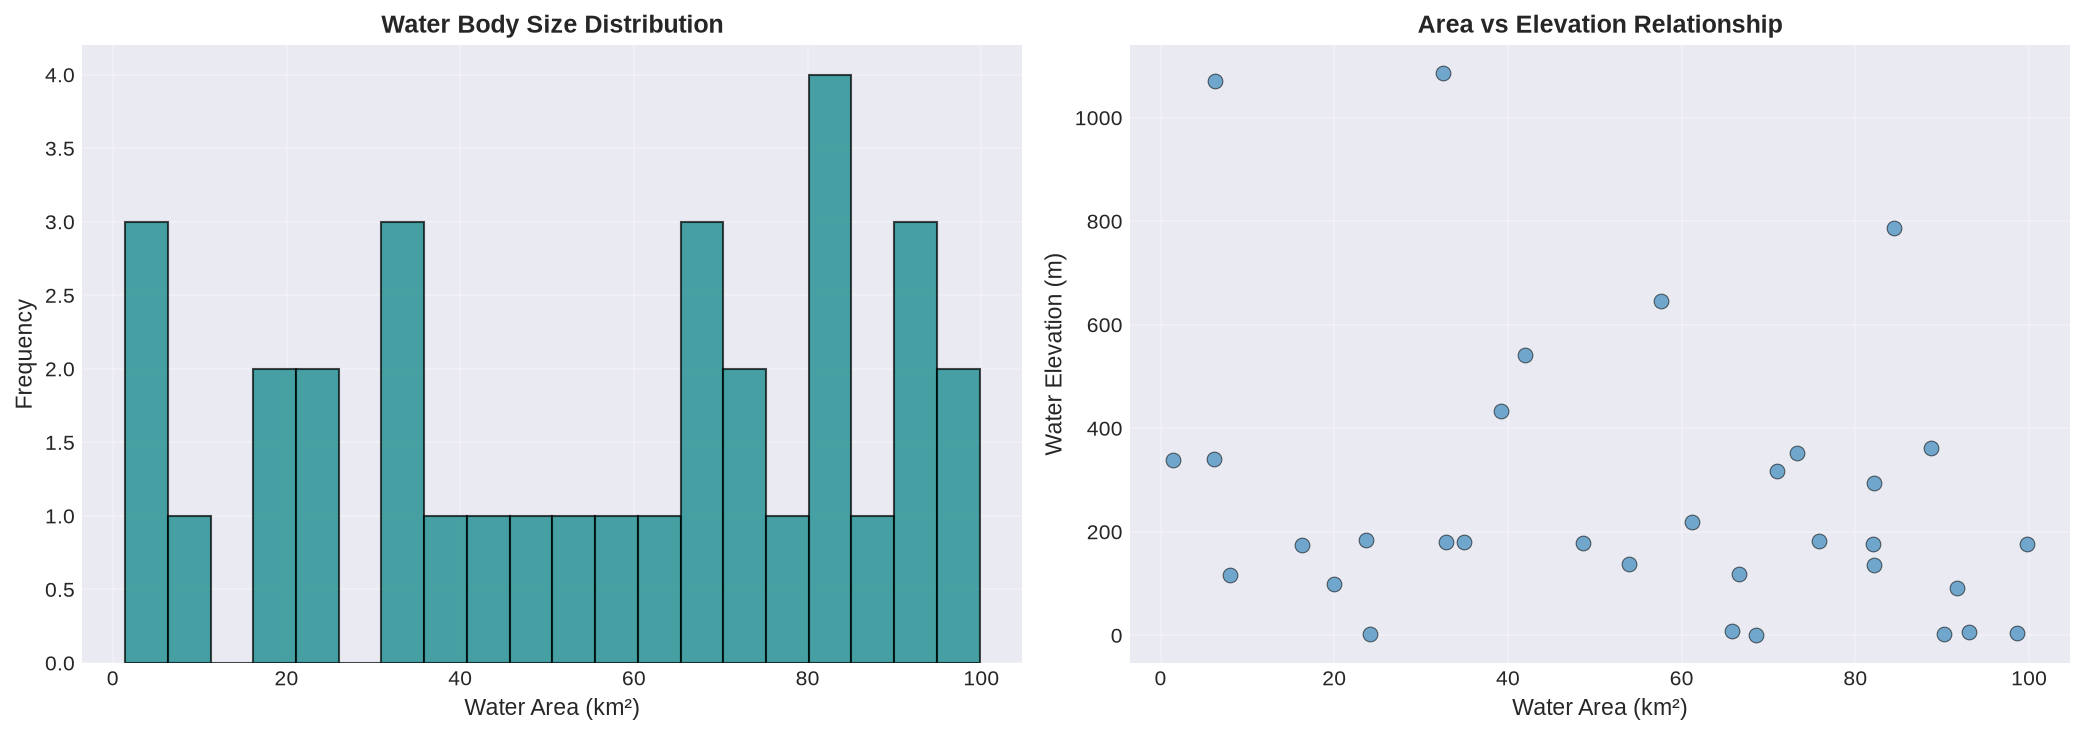 Water Body Size Distribution
4.0
3.5
3.0
2.5
2.0
1.5
1.0
0.5
0.0
Frequency
0 20 40 60 80 100
Water Area (km²)
Area vs Elevation Relationship
1000
800
600
400
200
0
Water Elevation (m)
0 20 40 60 80 100
Water Area (km²)